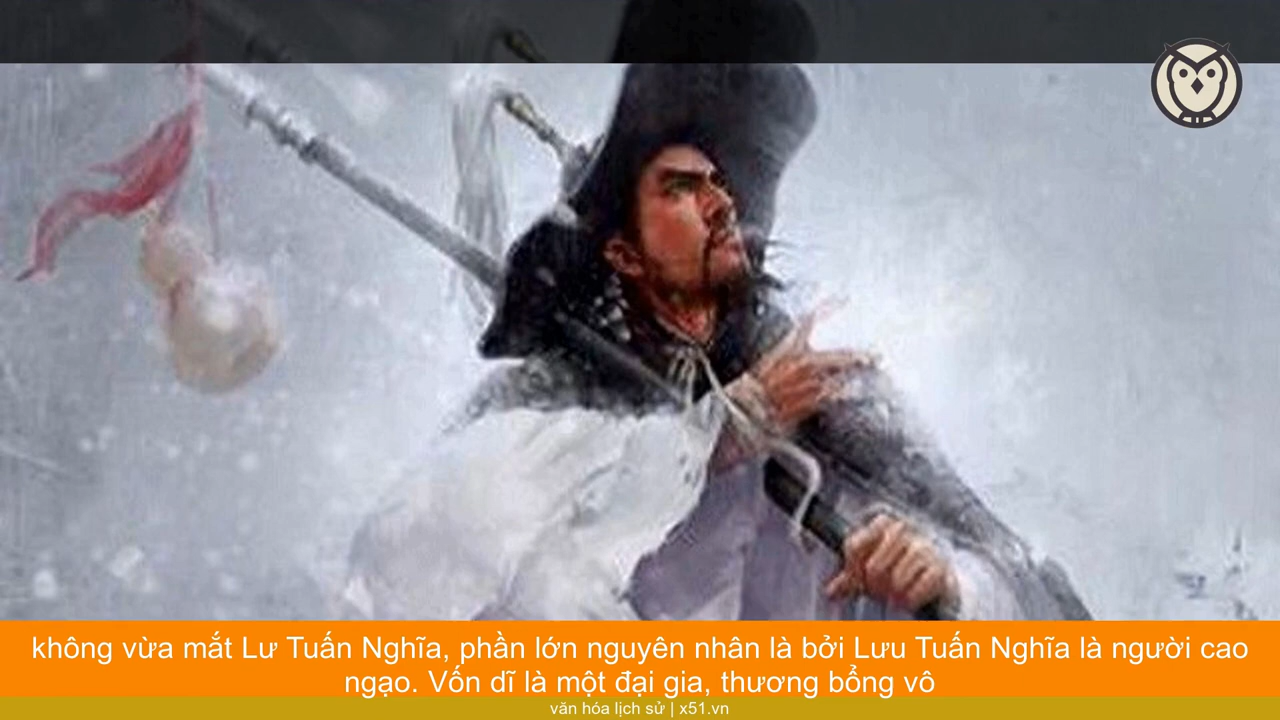 không vừa mắt Lư Tuấn Nghĩa, phần lớn nguyên nhân là bởi Lưu Tuấn Nghĩa là người cao
ngạo. Vốn dĩ là một đại gia, thương bổng vô
văn hóa lịch sử | x51.vn